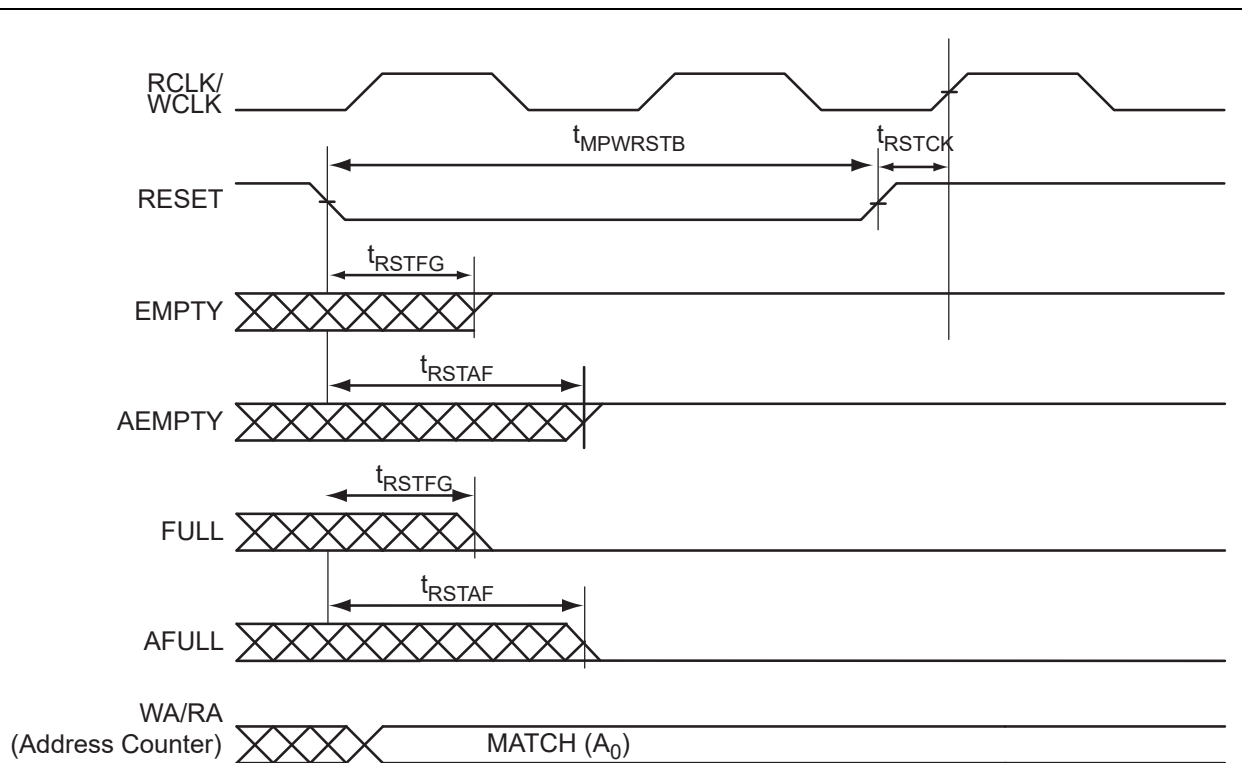 RCLK/
WCLK
tMPWRSTB
tRSTCK
RESET
tRSTFG
EMPTY
tRSTAF
AEMPTY
tRSTFG
FULL
tRSTAF
AFULL
WA/RA
(Address Counter)
MATCH (A0)